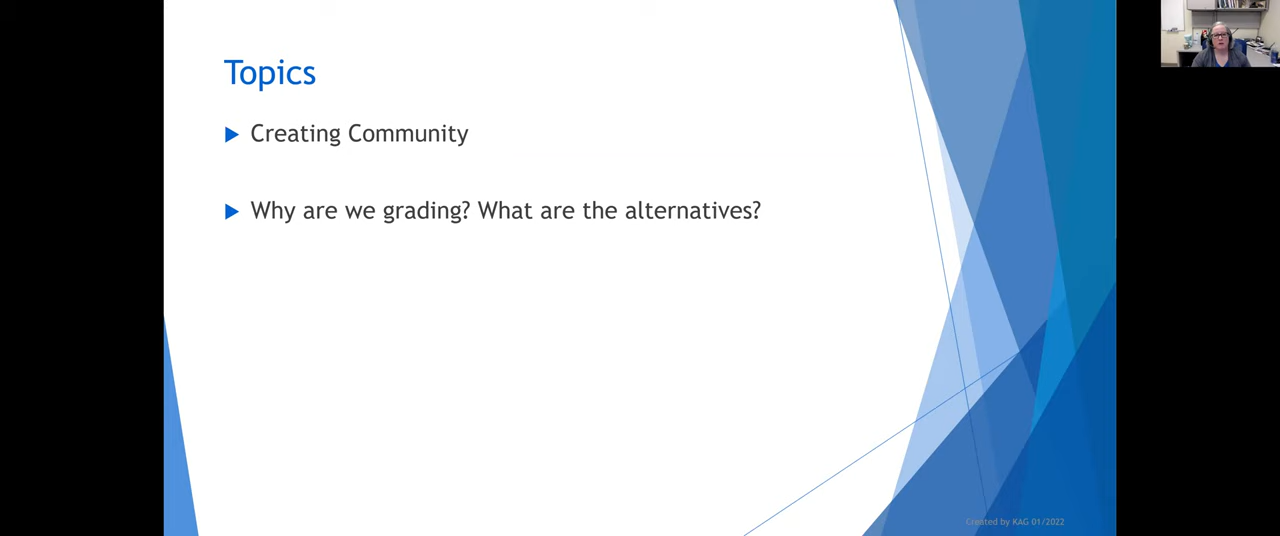 Topics
Creating Community
Why are we grading? What are the alternatives?
Created by KAG 01/2022